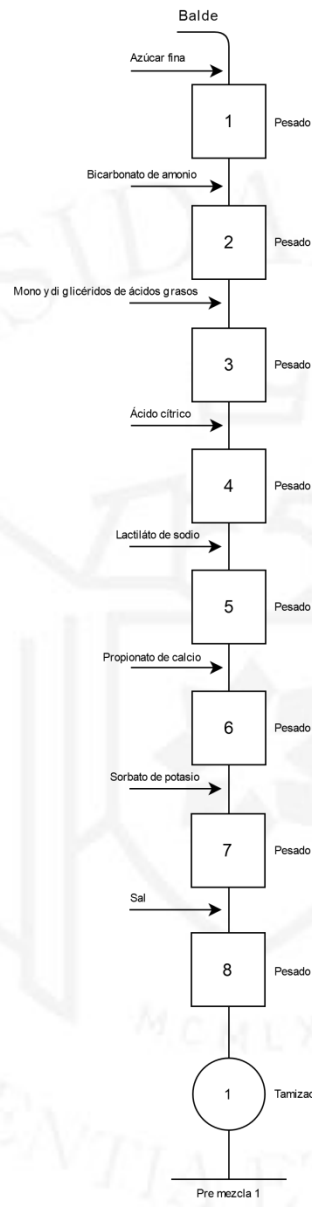 Balde
Azúcar fina
1
Pesado
Bicarbonato de amonio
2
Pesado
Mono y di glicéridos de ácidos grasos
3
Pesado
Ácido cítrico
4
Pesado
Lactiláto de sodio
5
Pesado
Propionato de calcio
6
Pesado
Sorbato de potasio
7
Pesado
Sal
8
Pesado
1
Pre mezcla 1